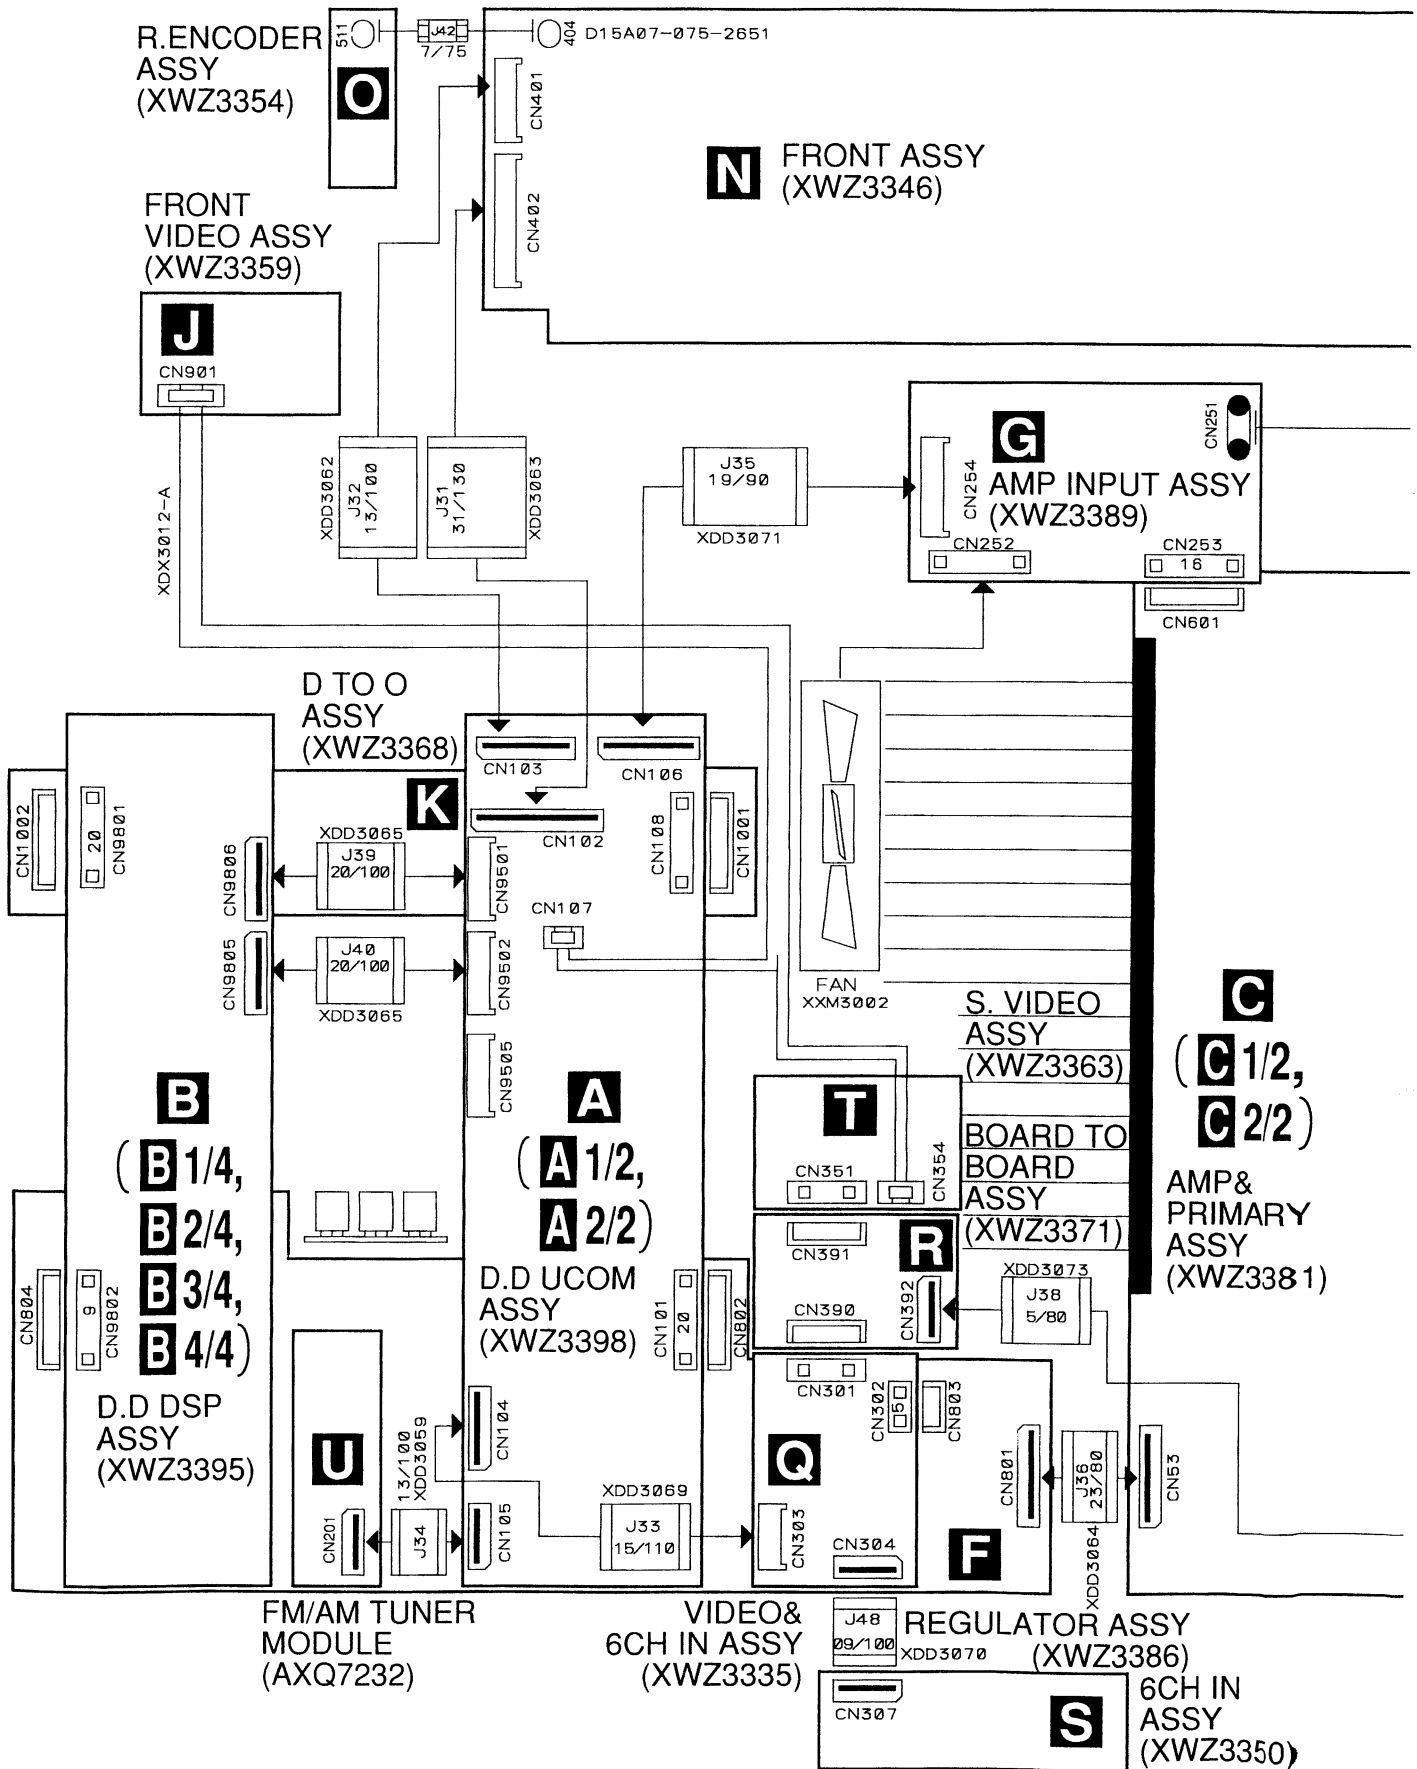 R.ENCODER
ASSY
(XWZ3354)
511
O
J42
7/75
404
D15A07-075-2651
CN401
CN402
N
FRONT ASSY
(XWZ3346)
FRONT
VIDEO ASSY
(XWZ3359)
J
CN901
XDX3012-A
XDD3062
J32
13/100
J31
31/130
XDD3063
J35
19/90
XDD3071
G
AMP INPUT ASSY
(XWZ3389)
CN251
CN254
CN252
CN253
16
CN601
D TO O
ASSY
(XWZ3368)
K
CN103
CN106
CN102
CN108
CN1001
CN107
CN1002
20
CN9801
CN9806
CN9805
XDD3065
J39
20/100
J40
20/100
XDD3065
CN9501
CN9502
CN9505
FAN
XXM3002
S. VIDEO
ASSY
(XWZ3363)
C
(C 1/2,
C 2/2)
AMP&
PRIMARY
ASSY
(XWZ3381)
B
(B 1/4,
B 2/4,
B 3/4,
B 4/4)
D.D DSP
ASSY
(XWZ3395)
CN804
9
CN9802
A
(A 1/2,
A 2/2)
D.D UCOM
ASSY
(XWZ3398)
CN101
20
CN802
T
CN351
CN354
BOARD TO
BOARD
ASSY
(XWZ3371)
R
CN391
CN390
CN392
XDD3073
J38
5/80
CN301
CN302
5
CN803
U
CN201
13/100
XDD3059
J34
CN104
CN105
XDD3069
J33
15/110
Q
CN303
CN304
F
CN801
J36
23/80
XDD3064
CN53
FM/AM TUNER
MODULE
(AXQ7232)
VIDEO&
6CH IN ASSY
(XWZ3335)
J48
09/100
XDD3070
REGULATOR ASSY
(XWZ3386)
CN307
S
6CH IN
ASSY
(XWZ3350)